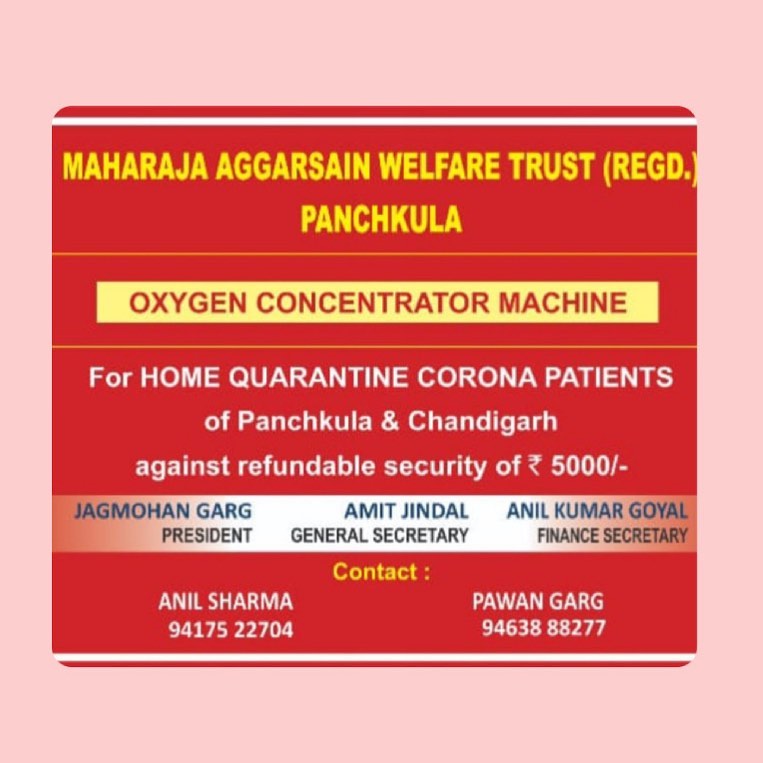 MAHARAJA AGGARSAIN WELFARE TRUST (REGD.)
PANCHKULA
OXYGEN CONCENTRATOR MACHINE
For HOME QUARANTINE CORONA PATIENTS
of Panchkula & Chandigarh
against refundable security of ₹ 5000/-
JAGMOHAN GARG AMIT JINDAL ANIL KUMAR GOYAL
PRESIDENT GENERAL SECRETARY FINANCE SECRETARY
Contact :
ANIL SHARMA PAWAN GARG
94175 22704 94638 88277